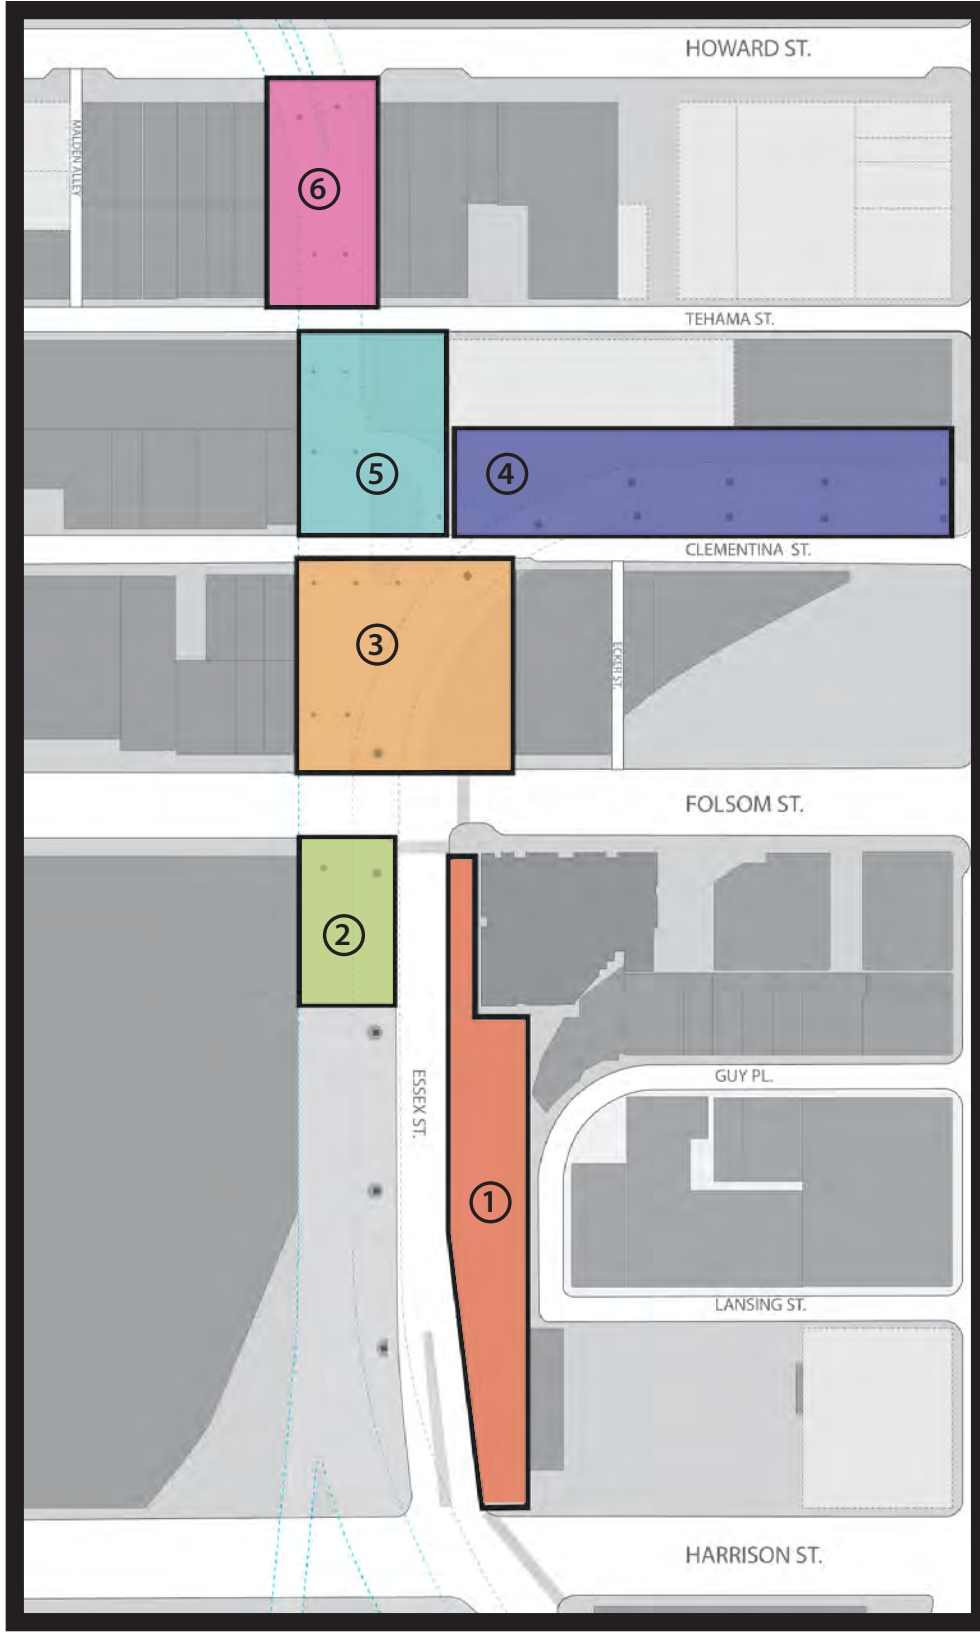 HOWARD ST.
MALDEN ALLEY
6
TEHAMA ST.
5
4
CLEMENTINA ST.
3
ECKER ST.
FOLSOM ST.
2
ESSEX ST.
GUY PL.
1
LANSING ST.
HARRISON ST.